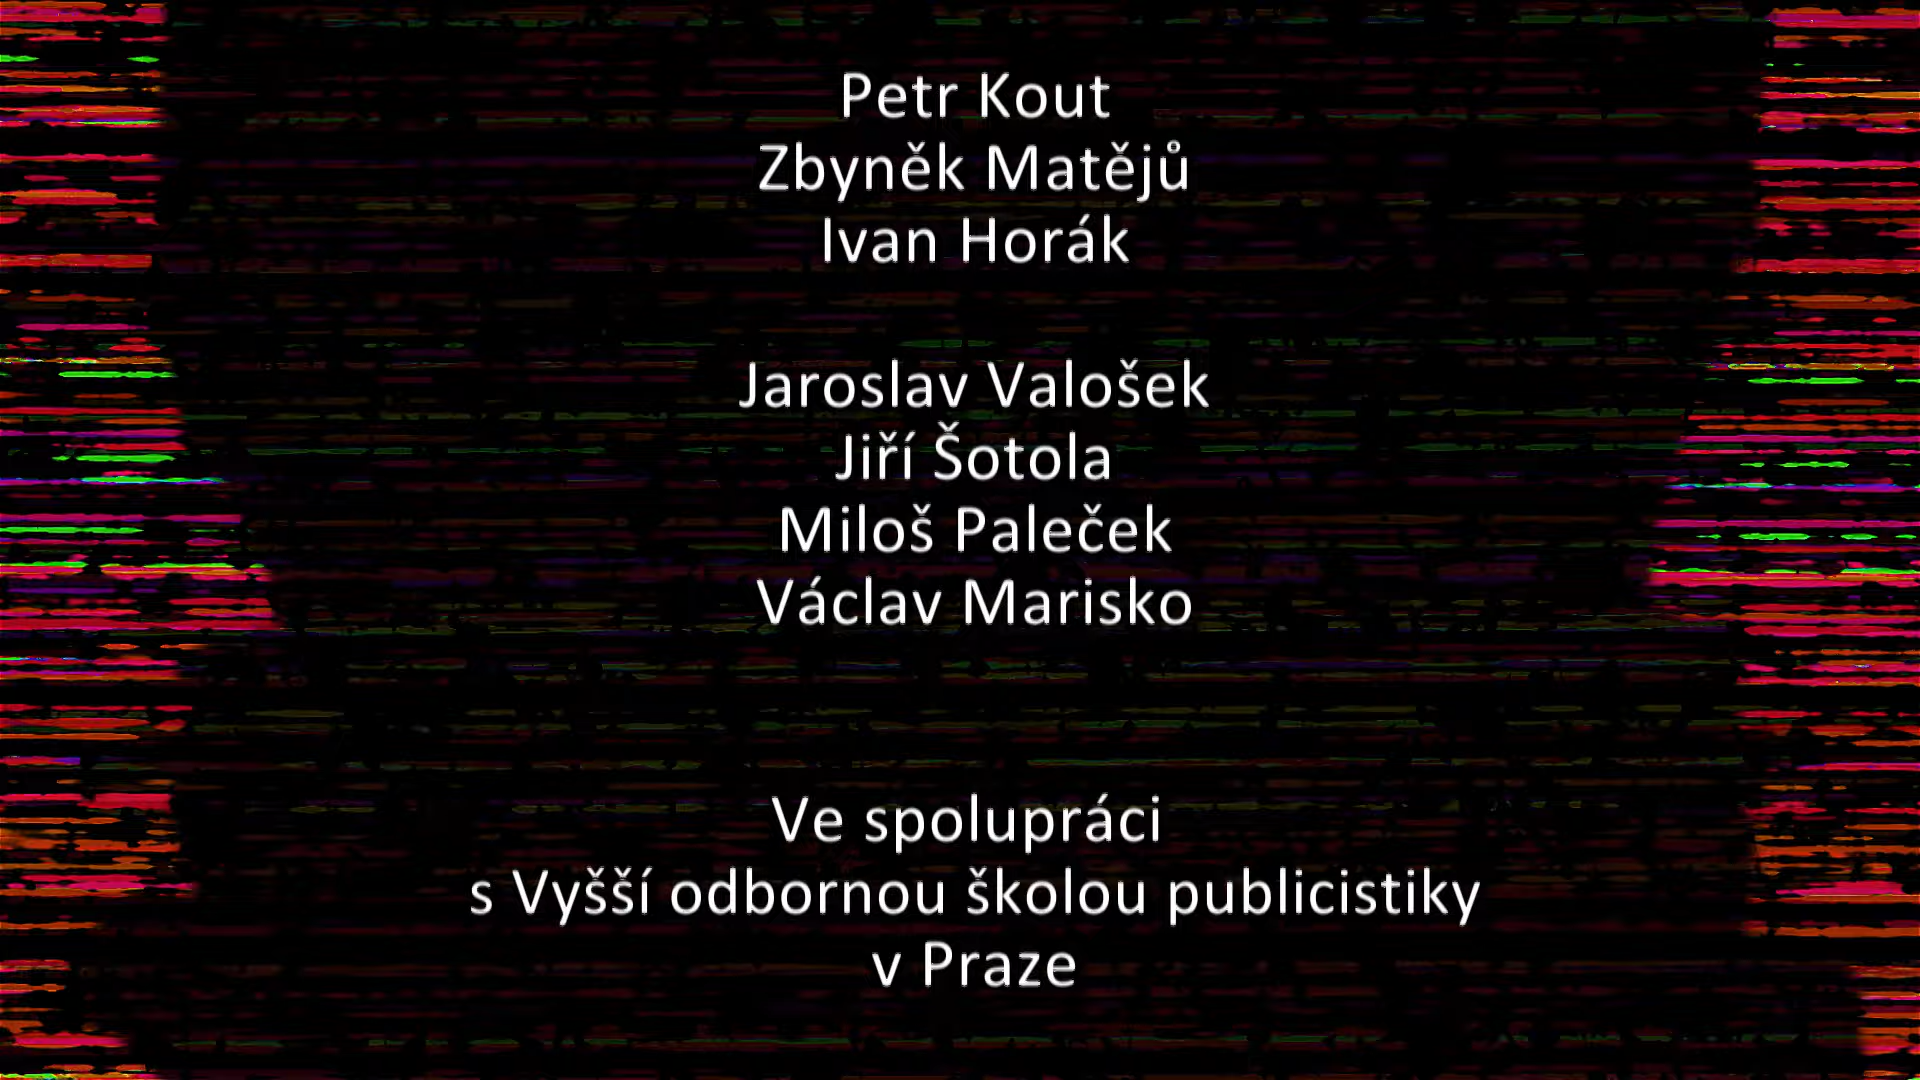 Petr Kout
Zbyněk Matějů
Ivan Horák
Jaroslav Valošek
Jiří Šotola
Miloš Paleček
Václav Marisko
Ve spolupráci
s Vyšší odbornou školou publicistiky
v Praze